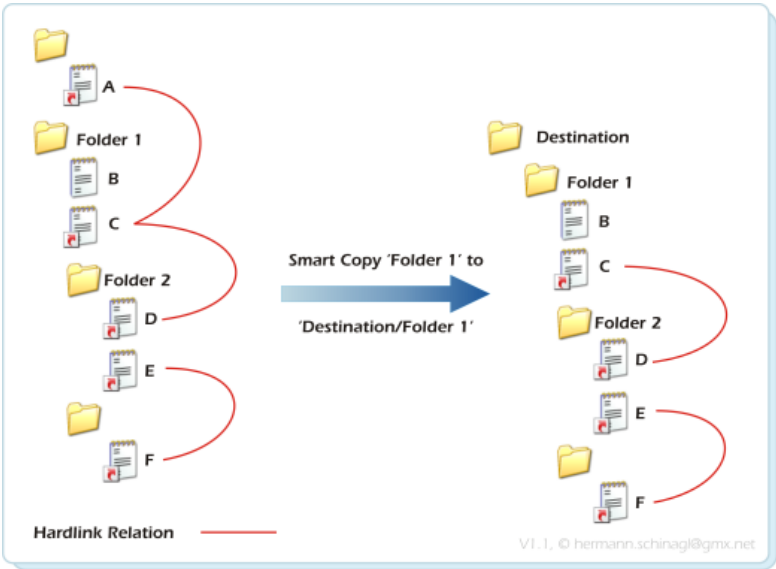 A
Folder 1
B
C
Folder 2
D
E
F
Hardlink Relation
Smart Copy ‘Folder 1’ to
‘Destination/Folder 1’
Destination
Folder 1
B
C
Folder 2
D
E
F
V1.1, © hermann.schinagl@gmx.net